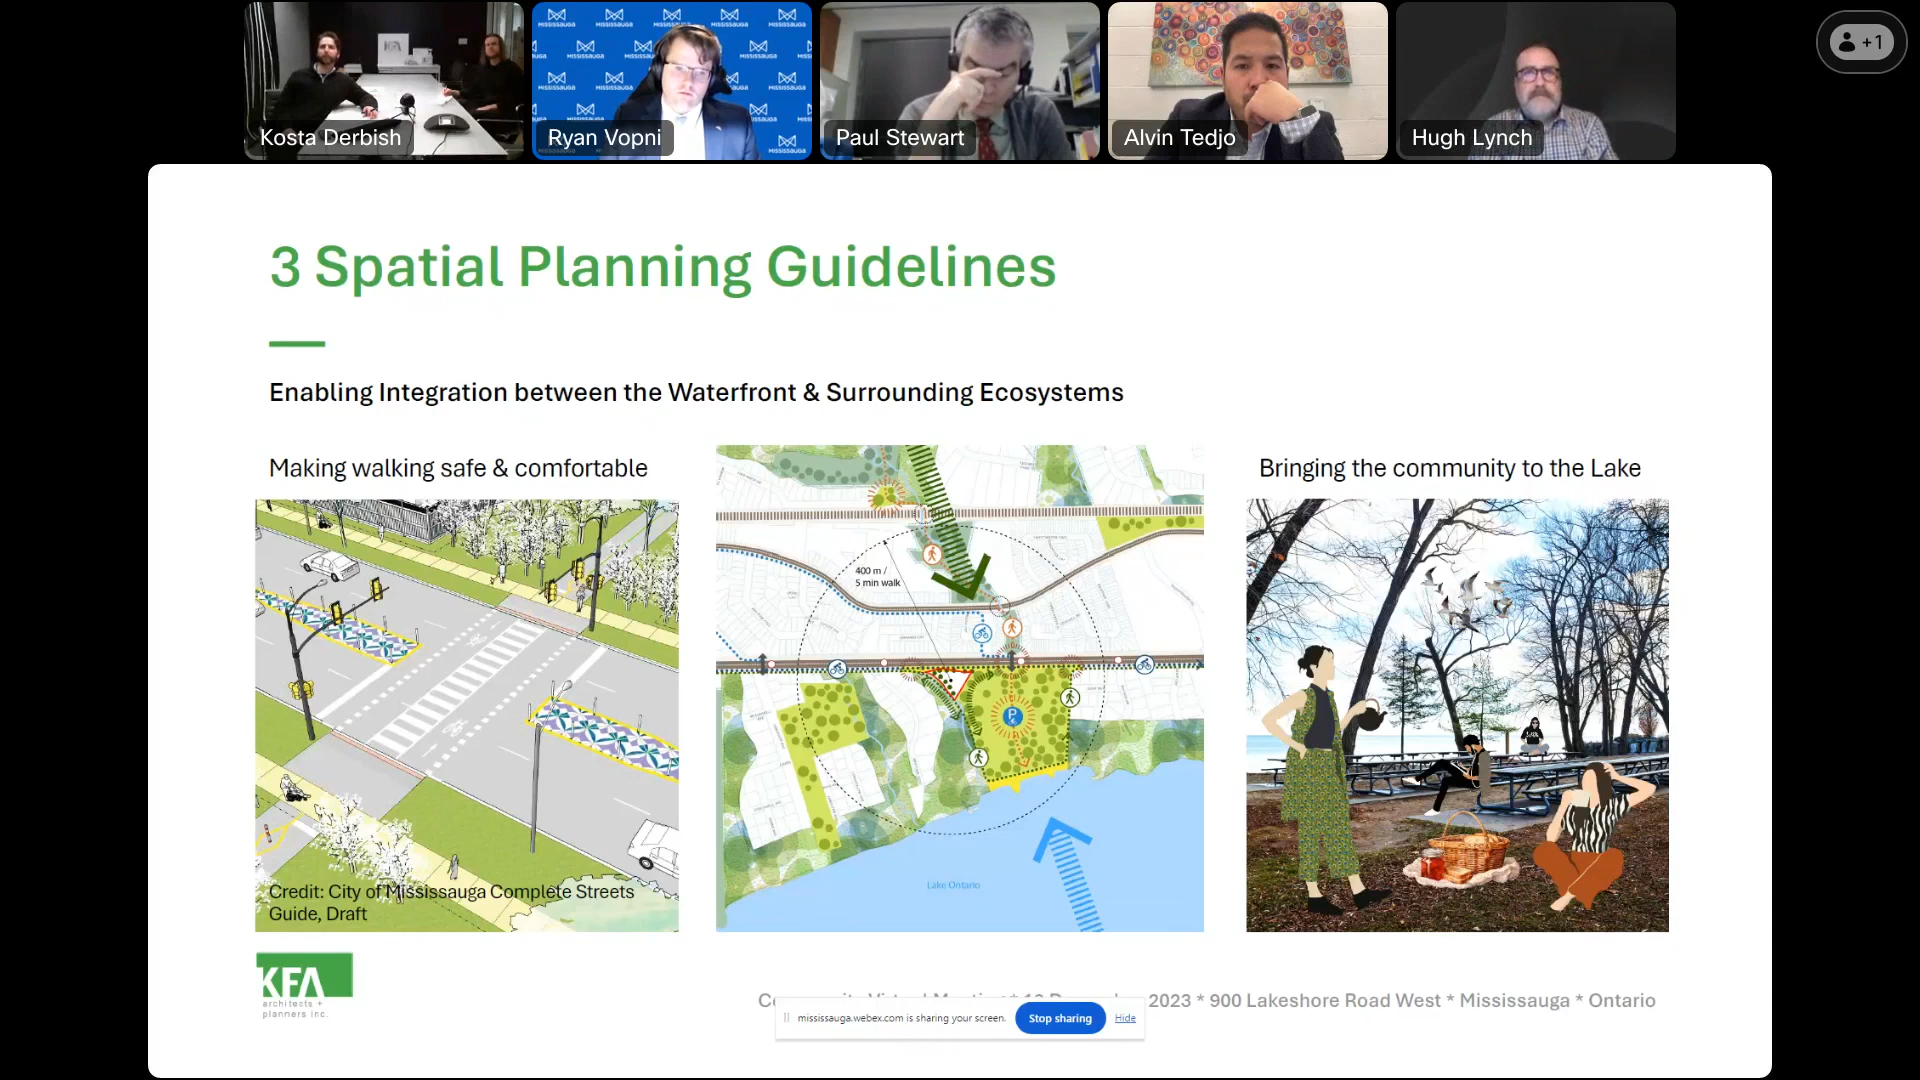 Kosta Derbish
Ryan Vopni
Paul Stewart
Alvin Tedjo
Hugh Lynch
+1
3 Spatial Planning Guidelines
Enabling Integration between the Waterfront & Surrounding Ecosystems
Making walking safe & comfortable
Bringing the community to the Lake
400 m /
5 min walk
P
Lake Ontario
Credit: City of Mississauga Complete Streets
Guide, Draft
KFA
architects +
planners inc.
2023 * 900 Lakeshore Road West * Mississauga * Ontario
mississauga.webex.com is sharing your screen.
Stop sharing
Hide